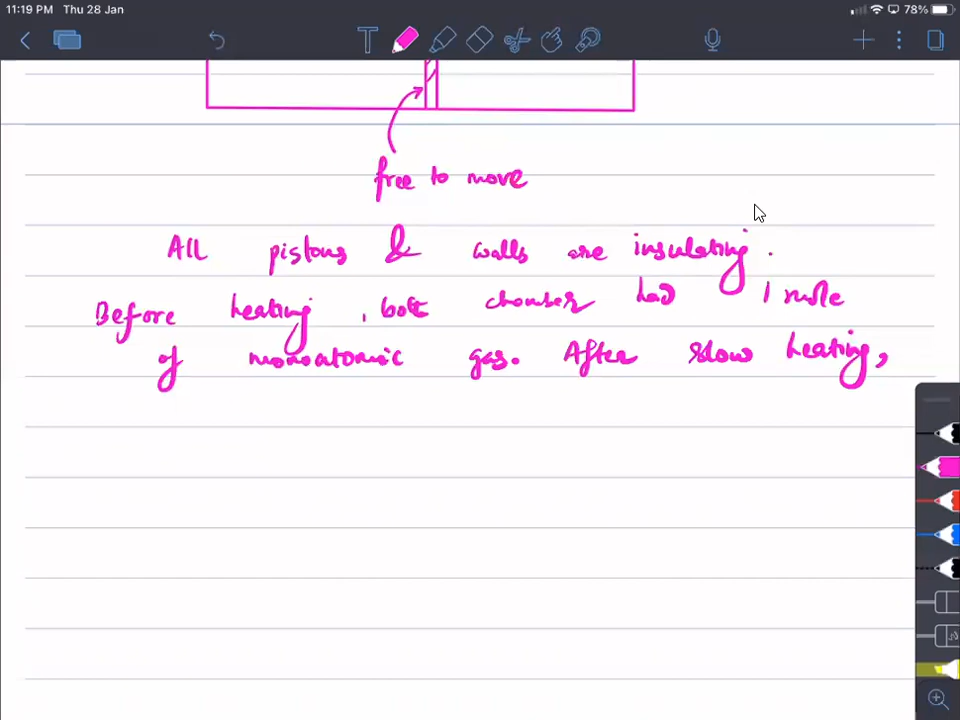 11:19 PM Thu 28 Jan 78%
T
free to move
All pistons & walls are insulating.
Before heating, both chamber had 1 mole
of monoatomic gas. After slow heating,